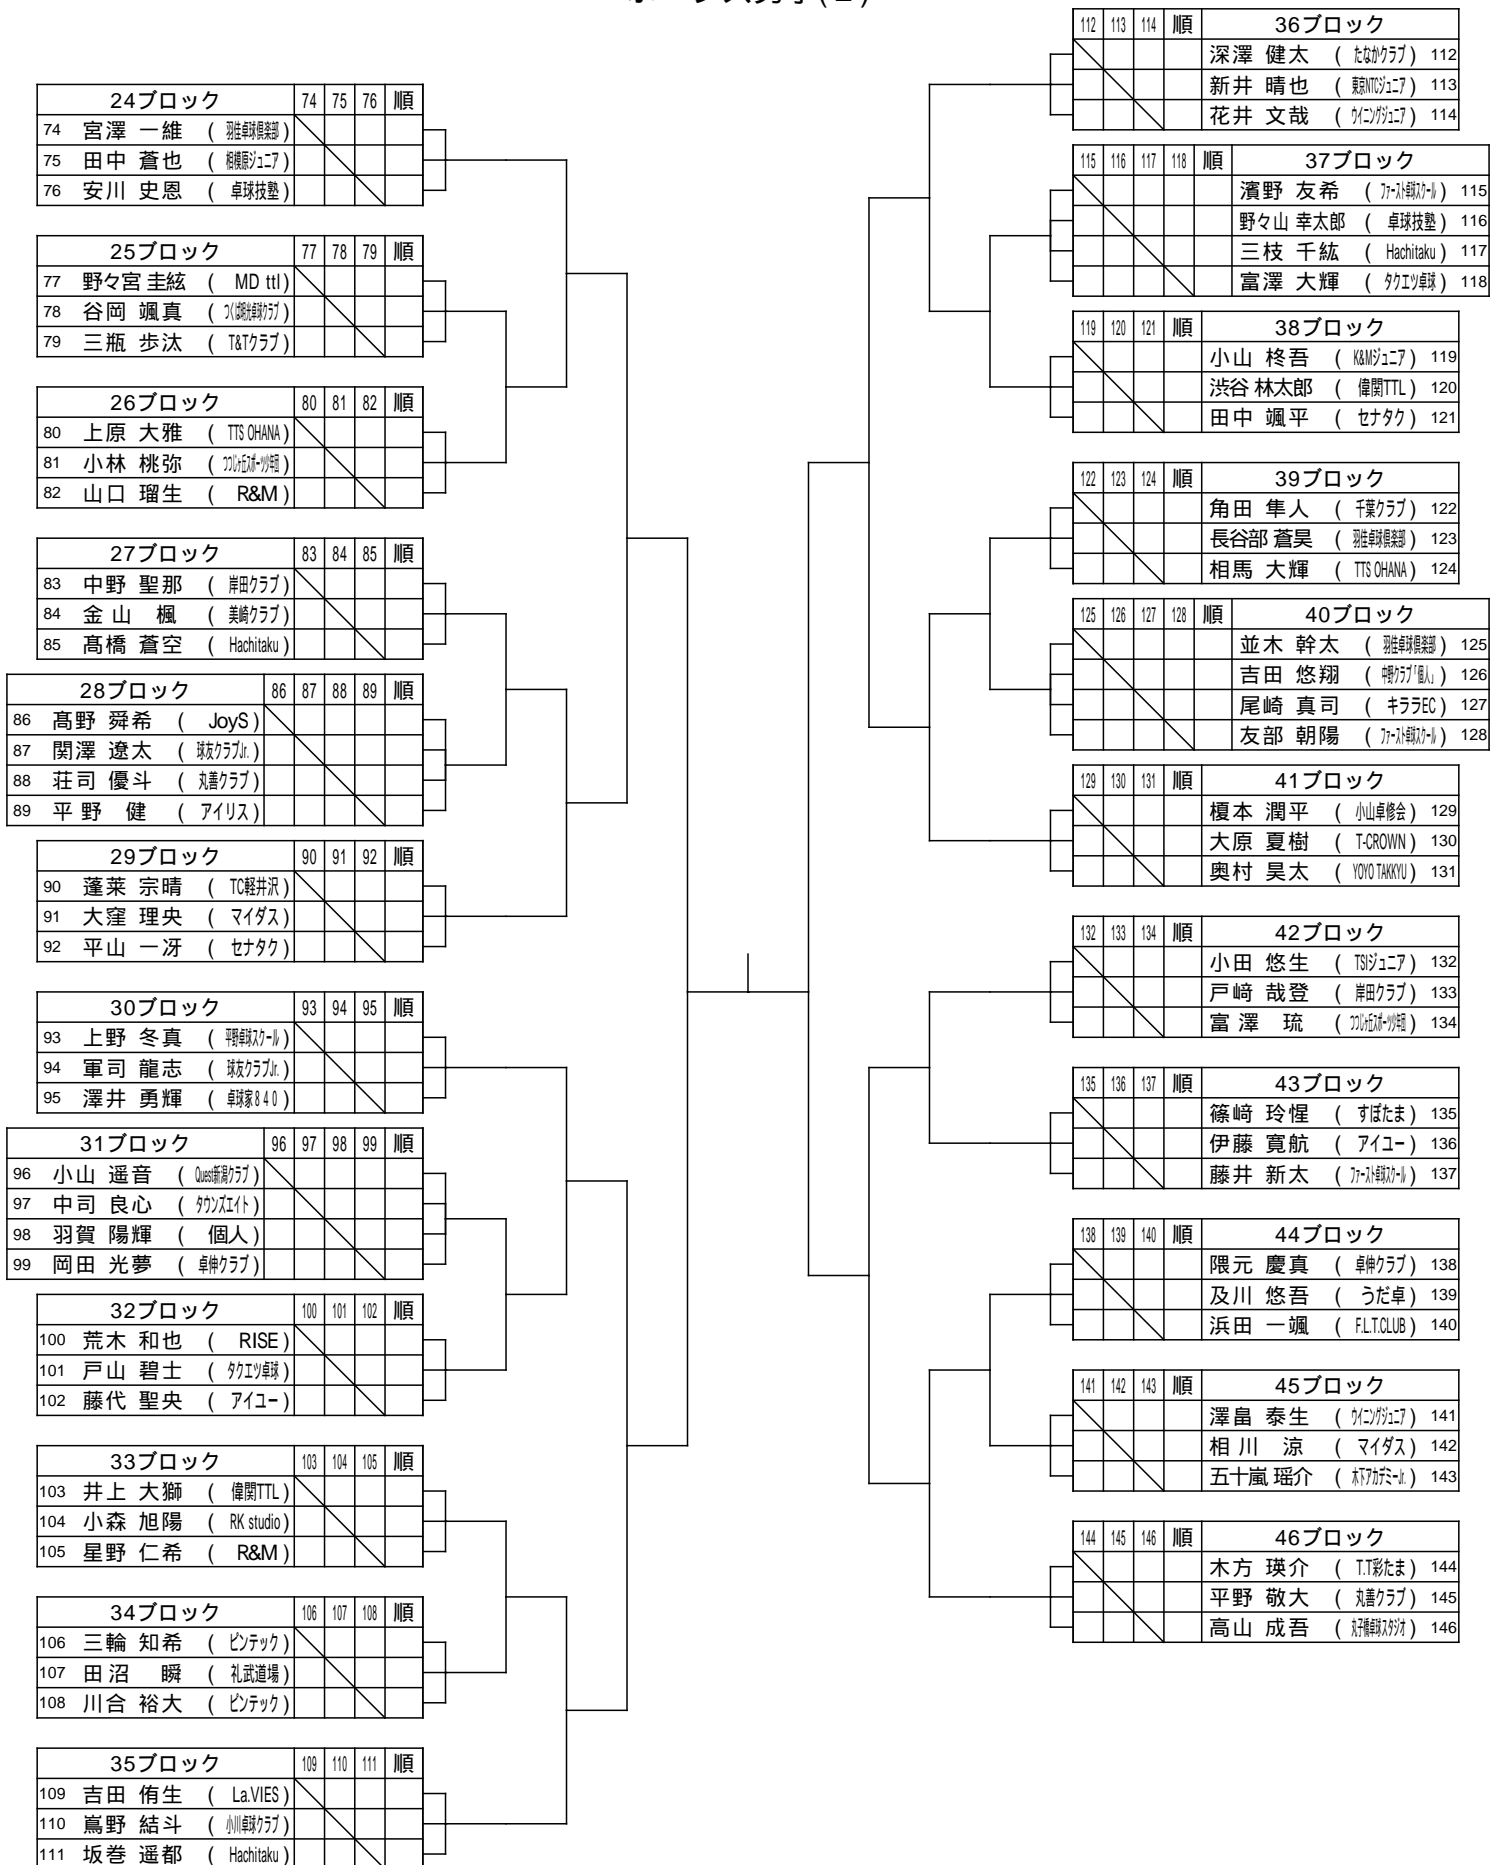 24ブロック 74 75 76 順
74 宮澤 一維 ( 羽佳卓球倶楽部 )
75 田中 蒼也 ( 相模原ジュニア )
76 安川 史恩 ( 卓球技塾 )
25ブロック 77 78 79 順
77 野々宮 圭絃 ( MD ttl )
78 谷岡 颯真 ( つくば明光卓球クラブ )
79 三瓶 歩汰 ( T&Tクラブ )
26ブロック 80 81 82 順
80 上原 大雅 ( TTS OHANA )
81 小林 桃弥 ( つつじヶ丘スポーツ少年団 )
82 山口 瑠生 ( R&M )
27ブロック 83 84 85 順
83 中野 聖那 ( 岸田クラブ )
84 金山 楓 ( 美崎クラブ )
85 髙橋 蒼空 ( Hachitaku )
28ブロック 86 87 88 89 順
86 髙野 舜希 ( JoyS )
87 関澤 遼太 ( 球友クラブJr. )
88 荘司 優斗 ( 丸善クラブ )
89 平野 健 ( アイリス )
29ブロック 90 91 92 順
90 蓬莱 宗晴 ( TC軽井沢 )
91 大窪 理央 ( マイダス )
92 平山 一冴 ( セナタク )
30ブロック 93 94 95 順
93 上野 冬真 ( 平野卓球スクール )
94 軍司 龍志 ( 球友クラブJr. )
95 澤井 勇輝 ( 卓球家840 )
31ブロック 96 97 98 99 順
96 小山 遥音 ( Quest新潟クラブ )
97 中司 良心 ( タウンズエイト )
98 羽賀 陽輝 ( 個人 )
99 岡田 光夢 ( 卓伸クラブ )
32ブロック 100 101 102 順
100 荒木 和也 ( RISE )
101 戸山 碧士 ( タクエツ卓球 )
102 藤代 聖央 ( アイユー )
33ブロック 103 104 105 順
103 井上 大獅 ( 偉関TTL )
104 小森 旭陽 ( RK studio )
105 星野 仁希 ( R&M )
34ブロック 106 107 108 順
106 三輪 知希 ( ピンテック )
107 田沼 瞬 ( 礼武道場 )
108 川合 裕大 ( ピンテック )
35ブロック 109 110 111 順
109 吉田 侑生 ( La.VIES )
110 嶌野 結斗 ( 小川卓球クラブ )
111 坂巻 遥都 ( Hachitaku )
112 113 114 順 36ブロック
深澤 健太 ( たなかクラブ ) 112
新井 晴也 ( 東京NTCジュニア ) 113
花井 文哉 ( ウイニングジュニア ) 114
115 116 117 118 順 37ブロック
濱野 友希 ( ファースト卓球スクール ) 115
野々山 幸太郎 ( 卓球技塾 ) 116
三枝 千紘 ( Hachitaku ) 117
富澤 大輝 ( タクエツ卓球 ) 118
119 120 121 順 38ブロック
小山 柊吾 ( K&Mジュニア ) 119
渋谷 林太郎 ( 偉関TTL ) 120
田中 颯平 ( セナタク ) 121
122 123 124 順 39ブロック
角田 隼人 ( 千葉クラブ ) 122
長谷部 蒼昊 ( 羽佳卓球倶楽部 ) 123
相馬 大輝 ( TTS OHANA ) 124
125 126 127 128 順 40ブロック
並木 幹太 ( 羽佳卓球倶楽部 ) 125
吉田 悠翔 ( 中野クラブ「個人」 ) 126
尾崎 真司 ( キララEC ) 127
友部 朝陽 ( ファースト卓球スクール ) 128
129 130 131 順 41ブロック
榎本 潤平 ( 小山卓修会 ) 129
大原 夏樹 ( T-CROWN ) 130
奥村 昊太 ( YOYO TAKKYU ) 131
132 133 134 順 42ブロック
小田 悠生 ( TSIジュニア ) 132
戸﨑 哉登 ( 岸田クラブ ) 133
富澤 琉 ( つつじヶ丘スポーツ少年団 ) 134
135 136 137 順 43ブロック
篠﨑 玲惺 ( すぽたま ) 135
伊藤 寛航 ( アイユー ) 136
藤井 新太 ( ファースト卓球スクール ) 137
138 139 140 順 44ブロック
隈元 慶真 ( 卓伸クラブ ) 138
及川 悠吾 ( うだ卓 ) 139
浜田 一颯 ( F.L.T.CLUB ) 140
141 142 143 順 45ブロック
澤畠 泰生 ( ウイニングジュニア ) 141
相川 涼 ( マイダス ) 142
五十嵐 瑶介 ( 木下アカデミーJr. ) 143
144 145 146 順 46ブロック
木方 瑛介 ( T.T彩たま ) 144
平野 敬大 ( 丸善クラブ ) 145
高山 成吾 ( 丸子橋卓球スタジオ ) 146